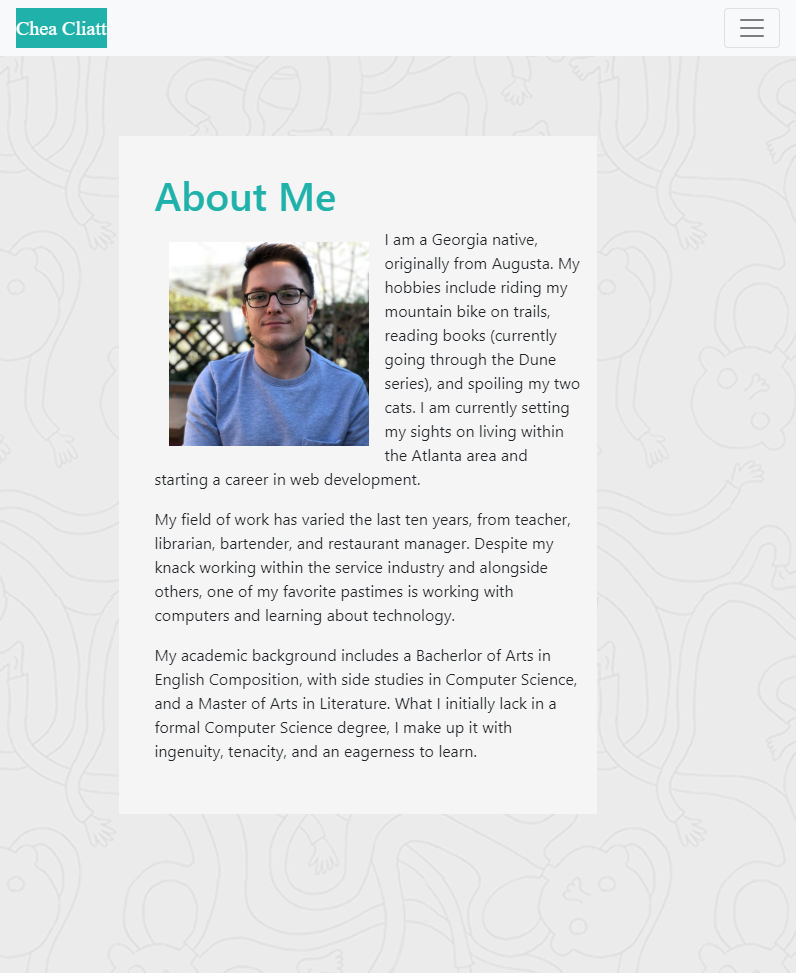 Chea Cliatt
About Me
I am a Georgia native,
originally from Augusta. My
hobbies include riding my
mountain bike on trails,
reading books (currently
going through the Dune
series), and spoiling my two
cats. I am currently setting
my sights on living within
the Atlanta area and
starting a career in web development.
My field of work has varied the last ten years, from teacher,
librarian, bartender, and restaurant manager. Despite my
knack working within the service industry and alongside
others, one of my favorite pastimes is working with
computers and learning about technology.
My academic background includes a Bacherlor of Arts in
English Composition, with side studies in Computer Science,
and a Master of Arts in Literature. What I initially lack in a
formal Computer Science degree, I make up it with
ingenuity, tenacity, and an eagerness to learn.